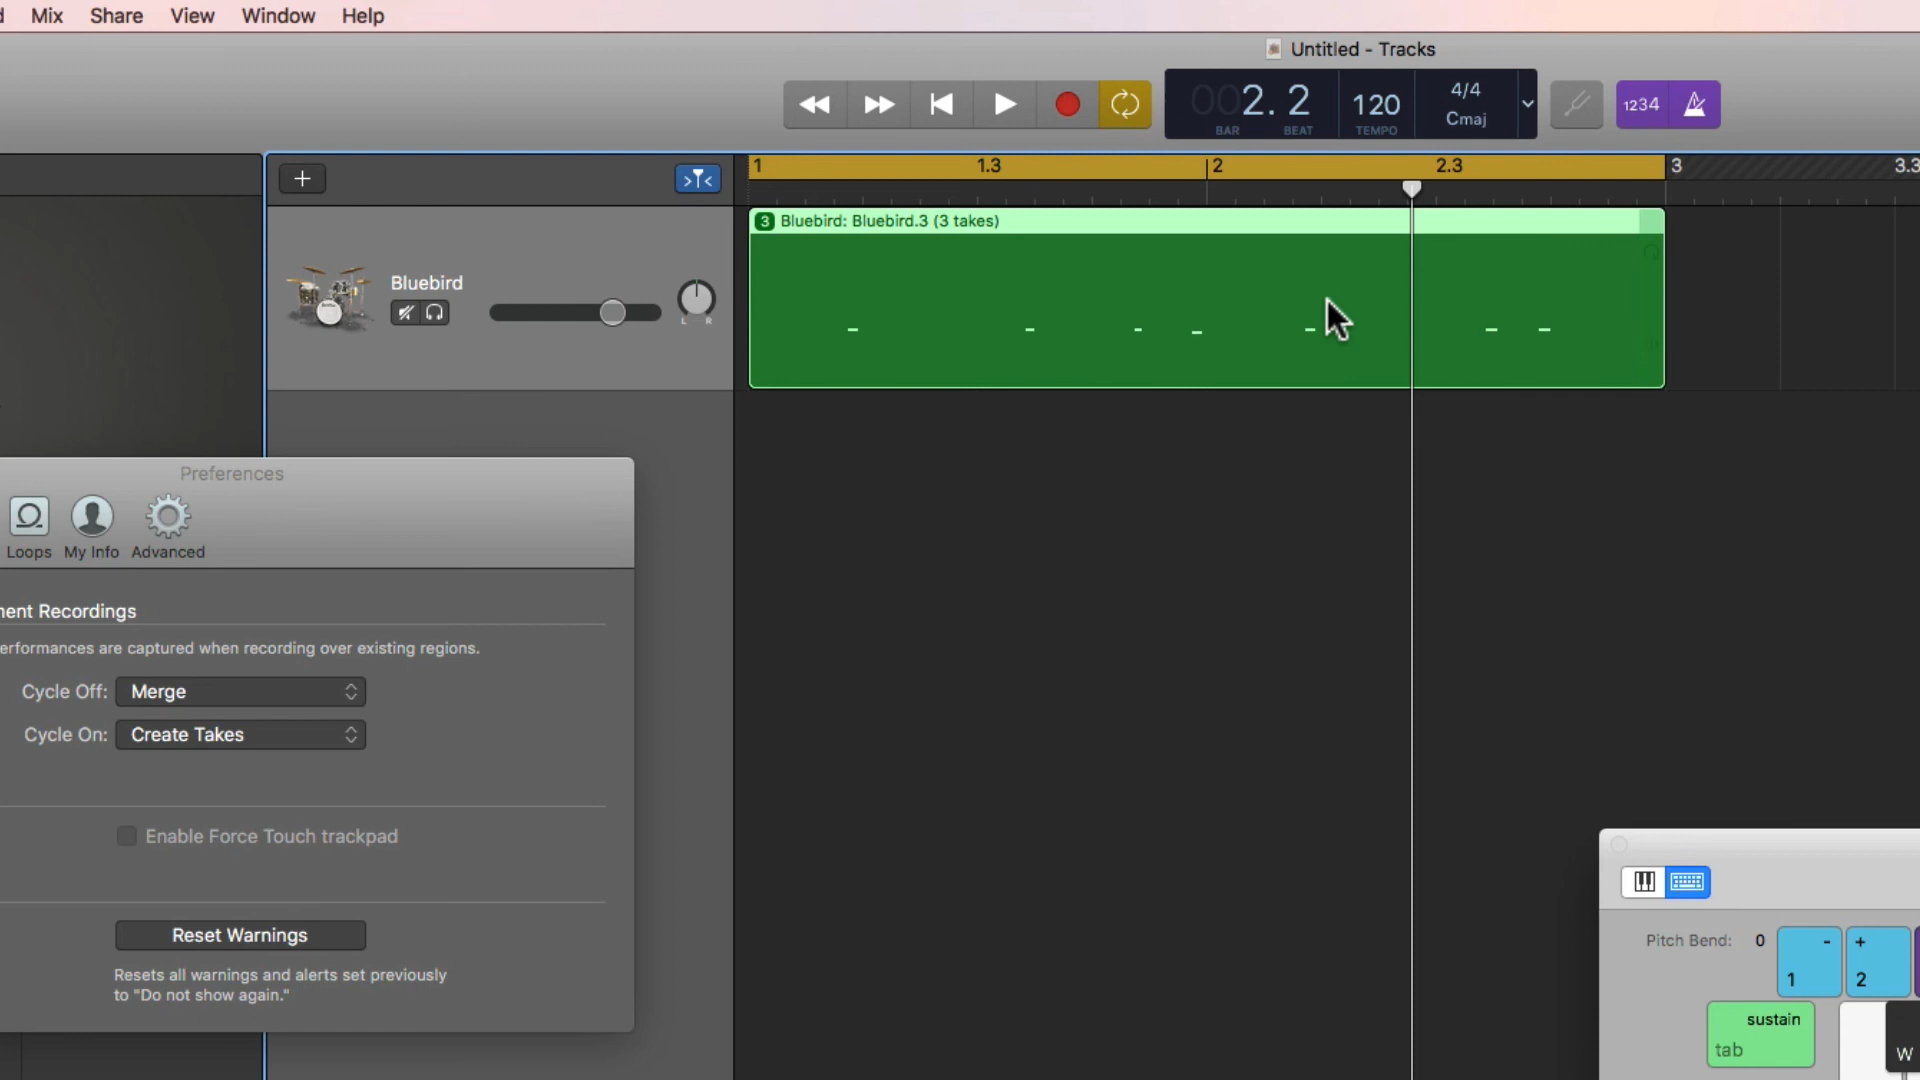 Mix Share View Window Help
Untitled - Tracks
002. 2 120 4/4
Cmaj
BAR BEAT TEMPO
1234
1 1.3 2 2.3 3 3.3
3 Bluebird: Bluebird.3 (3 takes)
Bluebird
L R
Preferences
Loops My Info Advanced
ent Recordings
erformances are captured when recording over existing regions.
Cycle Off: Merge
Cycle On: Create Takes
Enable Force Touch trackpad
Reset Warnings
Resets all warnings and alerts set previously
to "Do not show again."
Pitch Bend: 0 - +
1 2
sustain
tab
W